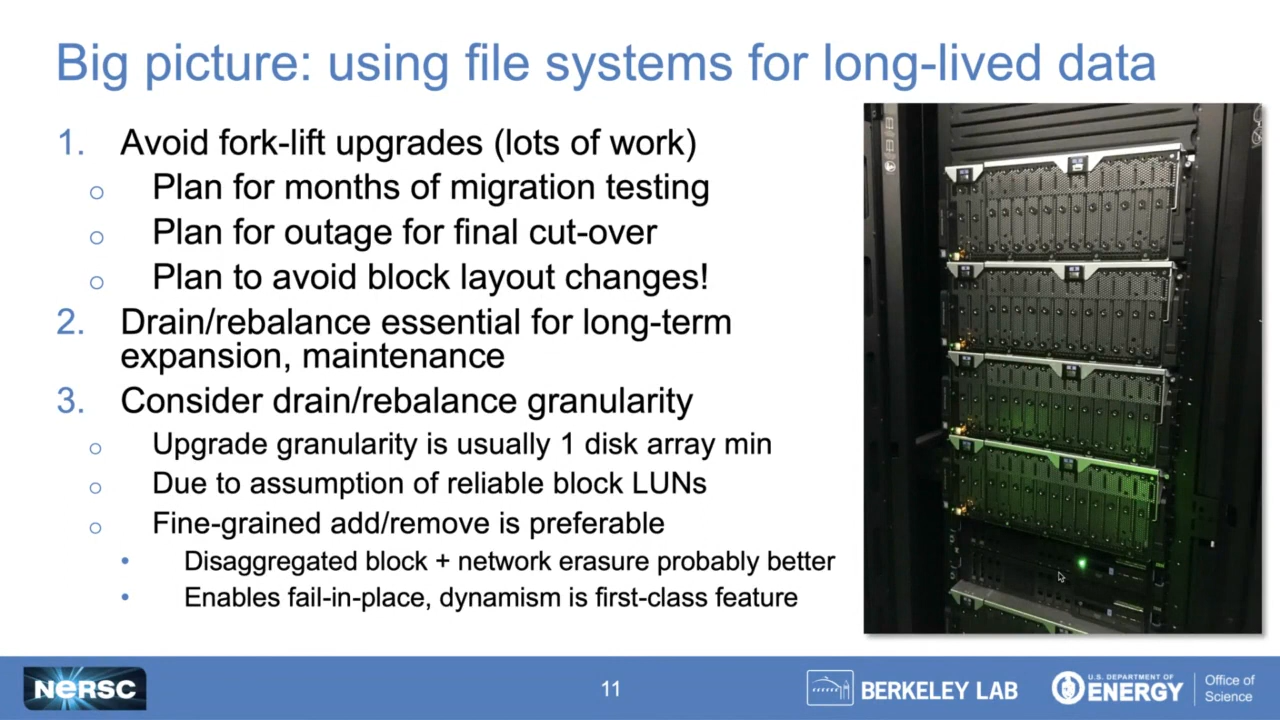 Big picture: using file systems for long-lived data
1. Avoid fork-lift upgrades (lots of work)
o Plan for months of migration testing
o Plan for outage for final cut-over
o Plan to avoid block layout changes!
2. Drain/rebalance essential for long-term
expansion, maintenance
3. Consider drain/rebalance granularity
o Upgrade granularity is usually 1 disk array min
o Due to assumption of reliable block LUNs
o Fine-grained add/remove is preferable
• Disaggregated block + network erasure probably better
• Enables fail-in-place, dynamism is first-class feature
NERSC
11
BERKELEY LAB
U.S. DEPARTMENT OF
ENERGY
Office of
Science